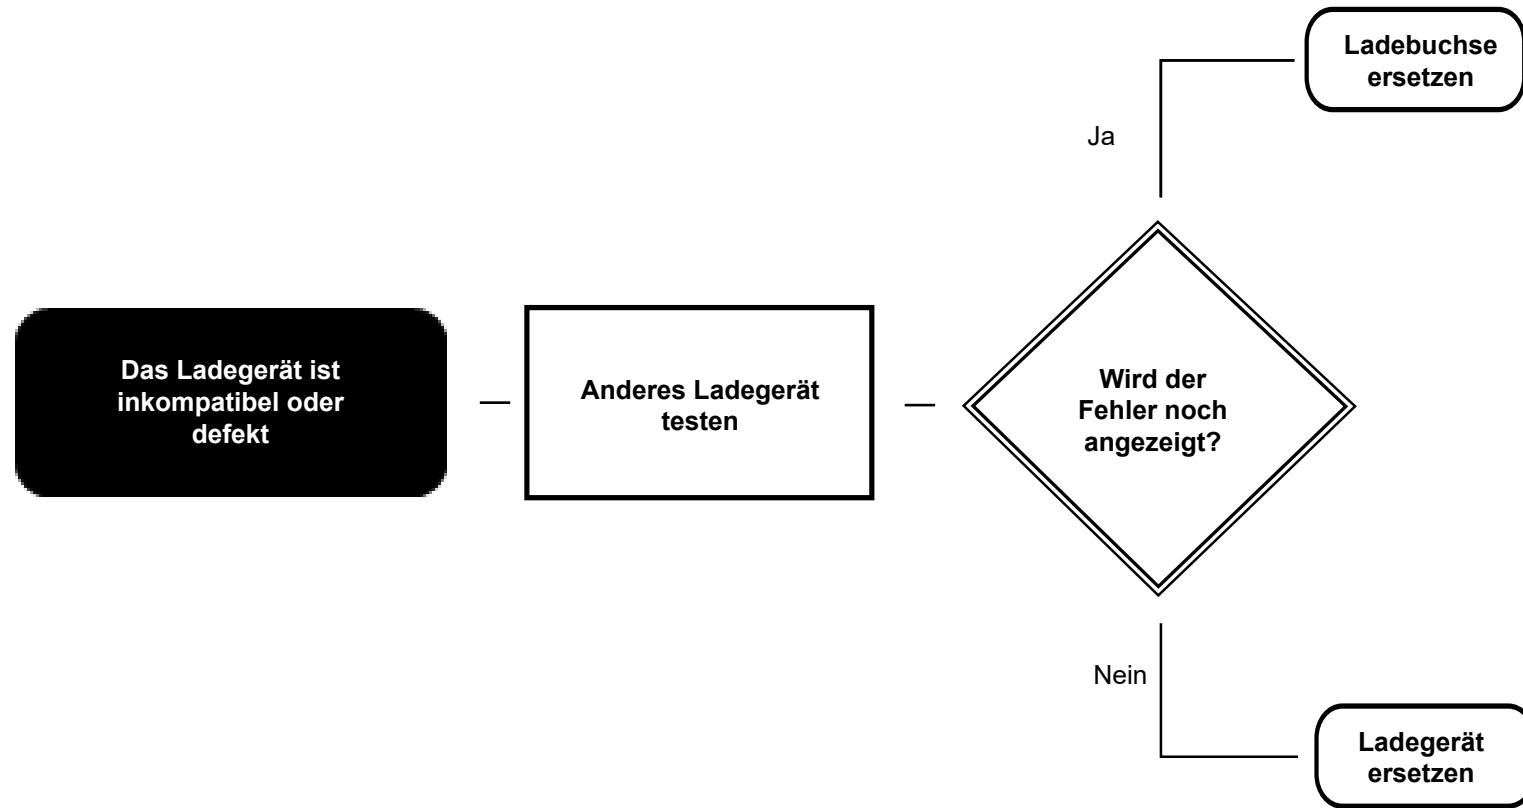 Ladebuchse
ersetzen
Ja
Das Ladegerät ist
inkompatibel oder
defekt
Anderes Ladegerät
testen
Wird der
Fehler noch
angezeigt?
Nein
Ladegerät
ersetzen